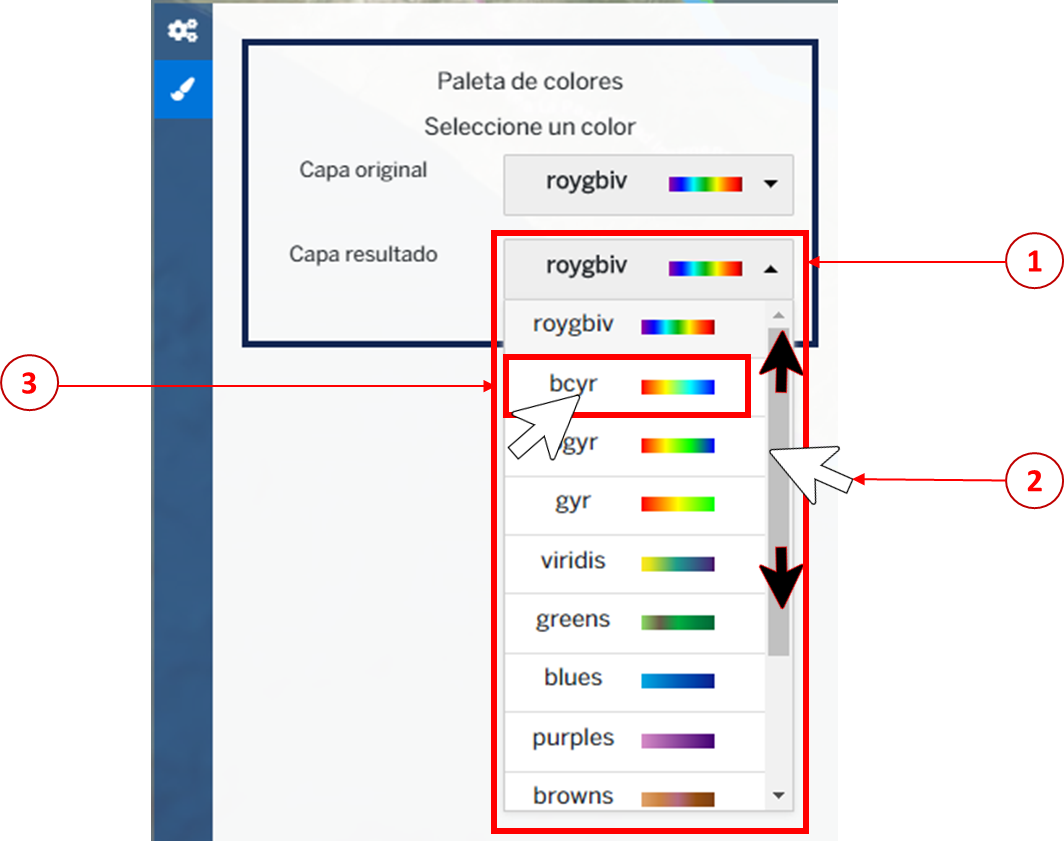 Paleta de colores
Seleccione un color
Capa original
roygbiv
Capa resultado
roygbiv
1
roygbiv
3
bcyr
gyr
2
gyr
viridis
greens
blues
purples
browns